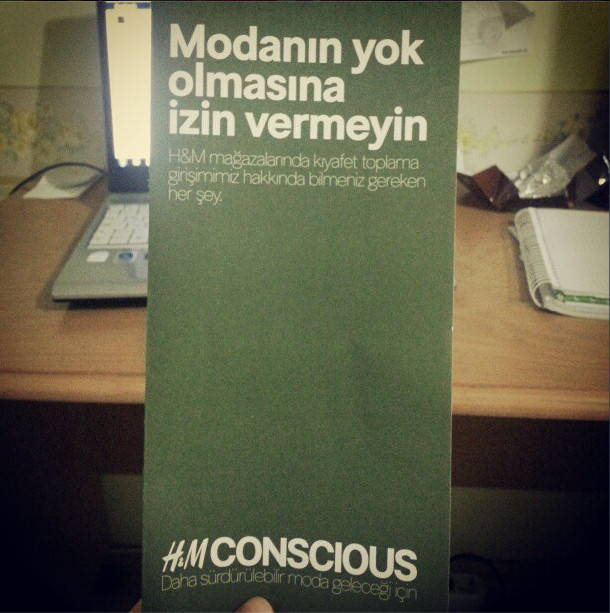 Modanın yok
olmasına
izin vermeyin
H&M mağazalarında kıyafet toplama
girişimimiz hakkında bilmeniz gereken
her şey.
H&M CONSCIOUS
Daha sürdürülebilir moda geleceği için